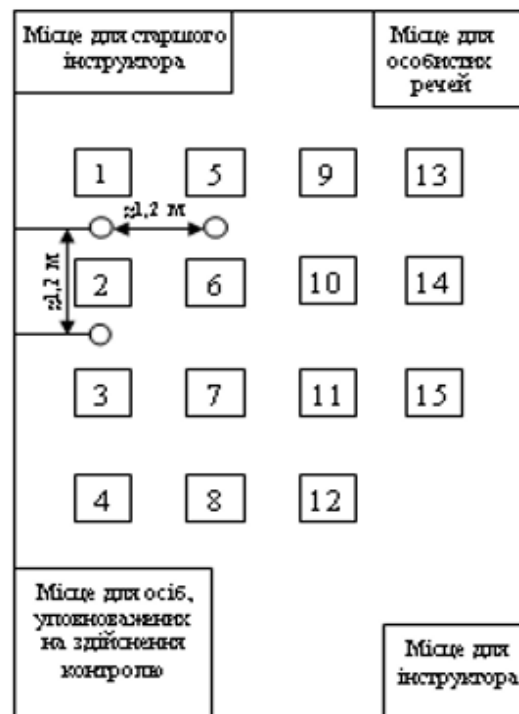 Місце для старшого
інструктора
Місце для
особистих
речей
1
5
9
13
≥1,2 м
≥1,2 м
2
6
10
14
3
7
11
15
4
8
12
Місце для осіб,
уповноважених
на здійснення
контролю
Місце для
інструктора